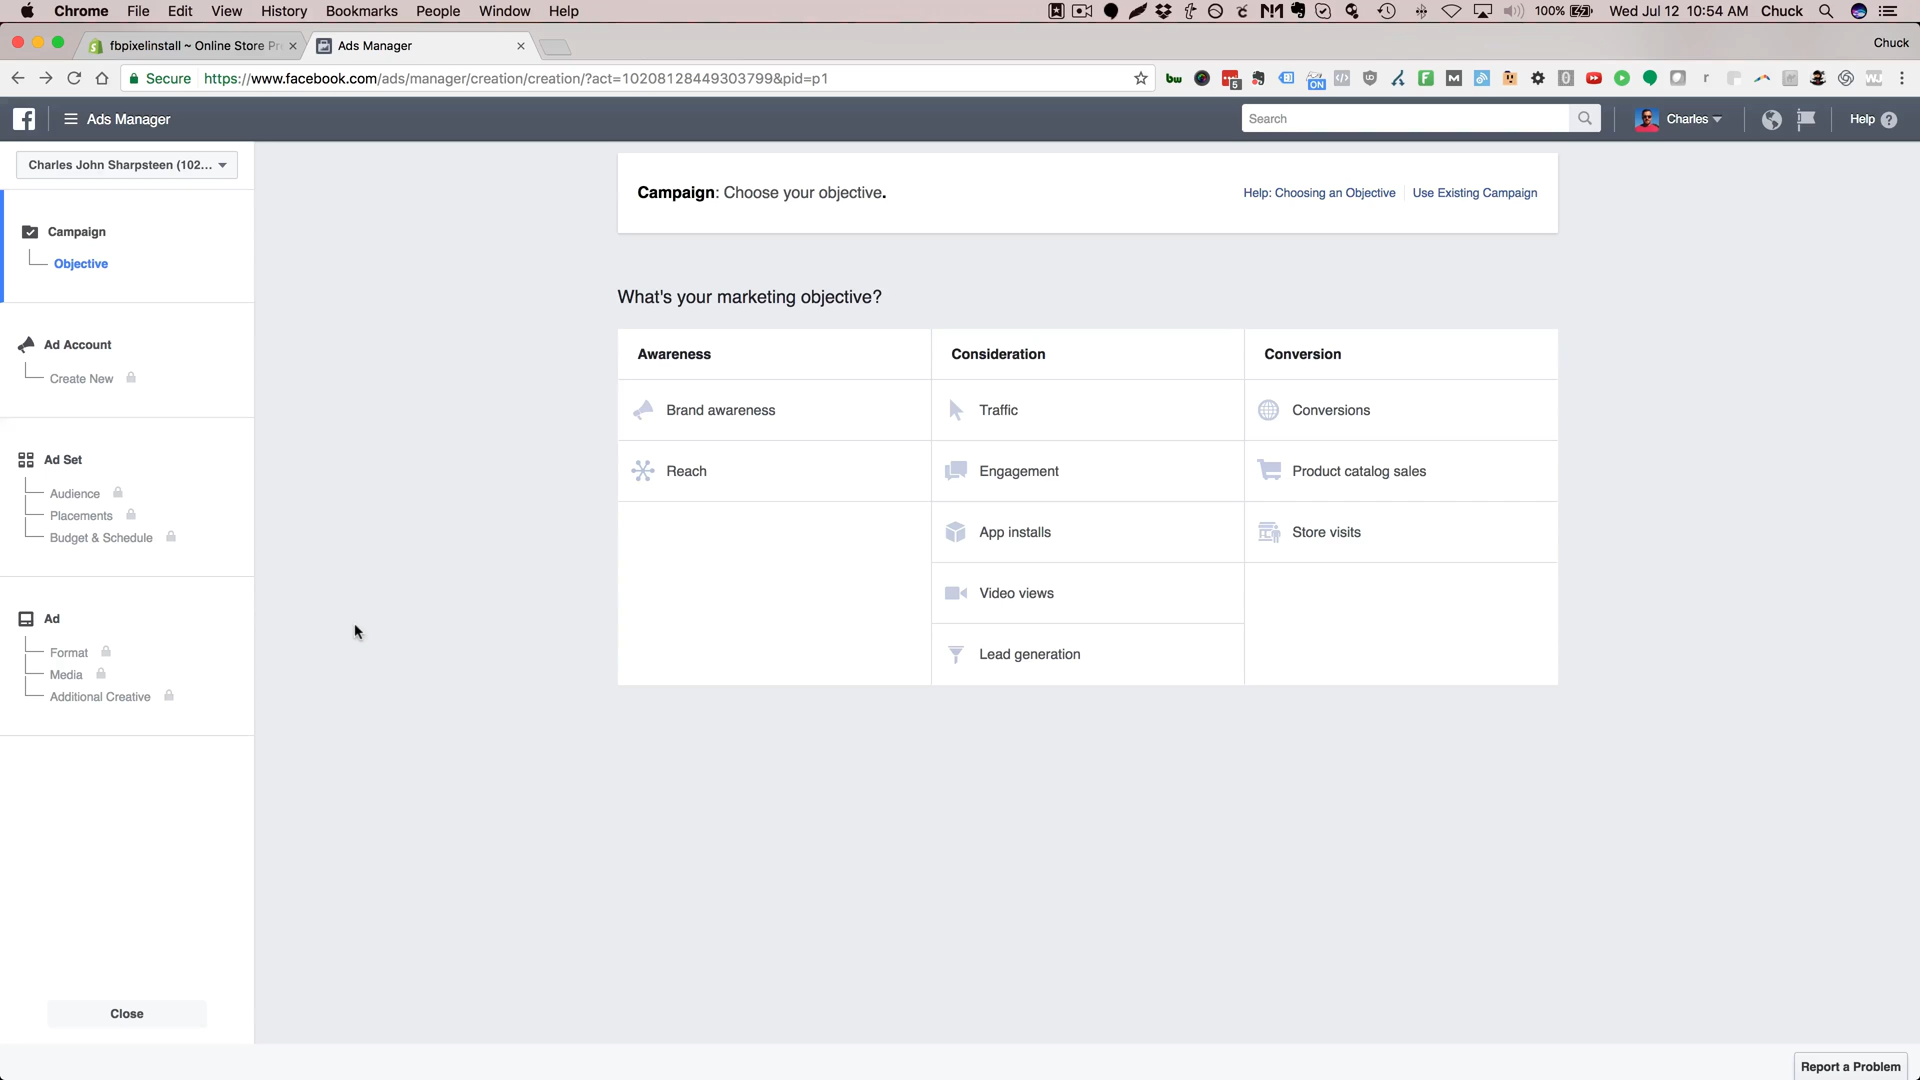 Chrome File Edit View History Bookmarks People Window Help 100% Wed Jul 12 10:54 AM Chuck
fbpixelinstall ~ Online Store Pr Ads Manager Chuck
Secure https://www.facebook.com/ads/manager/creation/creation/?act=10208128449303799&pid=p1
Ads Manager Search Charles Help
Charles John Sharpsteen (102...
Campaign: Choose your objective. Help: Choosing an Objective Use Existing Campaign
Campaign
Objective
What's your marketing objective?
Ad Account
Create New
Awareness Consideration Conversion
Brand awareness Traffic Conversions
Reach Engagement Product catalog sales
App installs Store visits
Video views
Lead generation
Ad Set
Audience
Placements
Budget & Schedule
Ad
Format
Media
Additional Creative
Close
Report a Problem